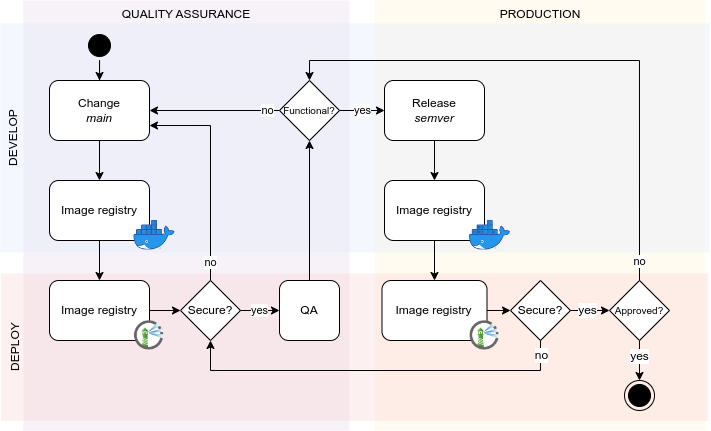 QUALITY ASSURANCE
PRODUCTION
DEVELOP
Change
main
no
Functional?
yes
Release
semver
Image registry
Image registry
no
no
DEPLOY
Image registry
Secure?
yes
QA
Image registry
Secure?
yes
Approved?
no
yes